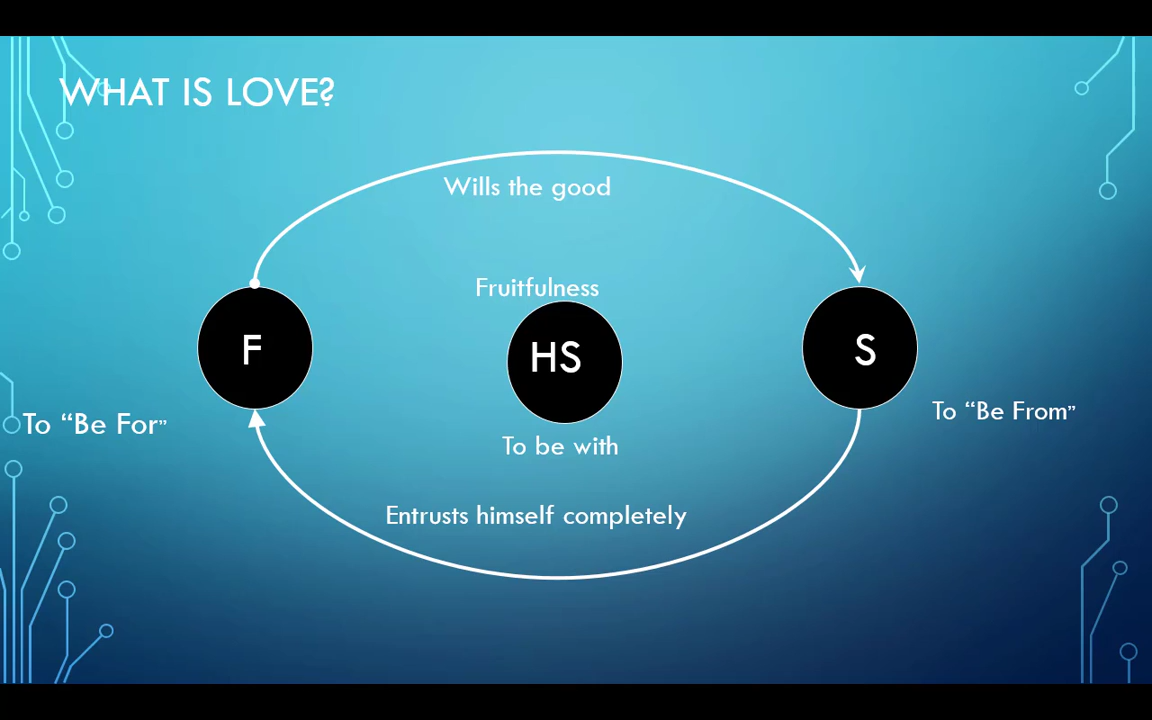 WHAT IS LOVE?
Wills the good
Fruitfulness
F
HS
S
To “Be For”
To “Be From”
To be with
Entrusts himself completely